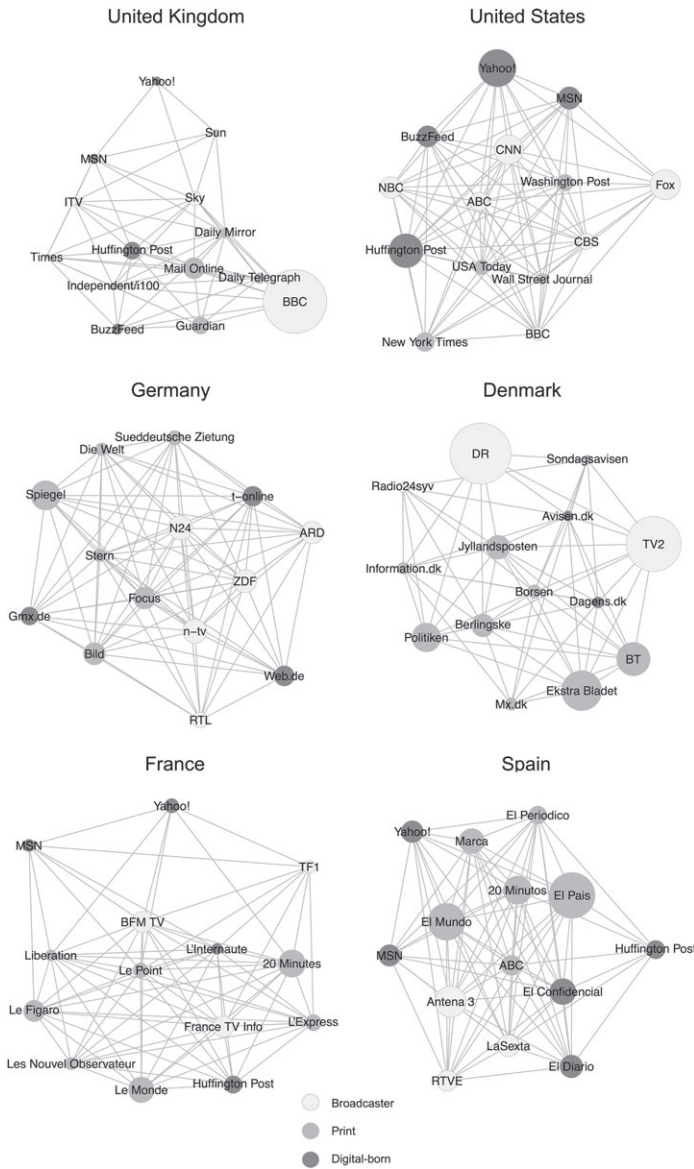 United Kingdom
United States
Yahoo!
Sun
MSN
Sky
ITV
Daily Mirror
Huffington Post
Times
Mail Online
Daily Telegraph
Independent/i100
BBC
BuzzFeed
Guardian
Yahoo!
MSN
BuzzFeed
CNN
Washington Post
Fox
NBC
ABC
CBS
Huffington Post
USA Today
Wall Street Journal
BBC
New York Times
Germany
Denmark
Sueddeutsche Zietung
Die Welt
Spiegel
t-online
N24
ARD
Stern
ZDF
Focus
Gmx.de
n-tv
Bild
Web.de
RTL
DR
Sondagsavisen
Radio24syv
Avisen.dk
TV2
Jyllandsposten
Information.dk
Borsen
Dagens.dk
Berlingske
Politiken
BT
Ekstra Bladet
Mx.dk
France
Spain
Yahoo!
MSN
TF1
BFM TV
L'Internaute
Liberation
Le Point
20 Minutes
Le Figaro
France TV Info
L'Express
Les Nouvel Observateur
Le Monde
Huffington Post
El Periodico
Yahoo!
Marca
20 Minutos
El Pais
El Mundo
Huffington Post
MSN
ABC
El Confidencial
Antena 3
LaSexta
El Diario
RTVE
Broadcaster
Print
Digital-born